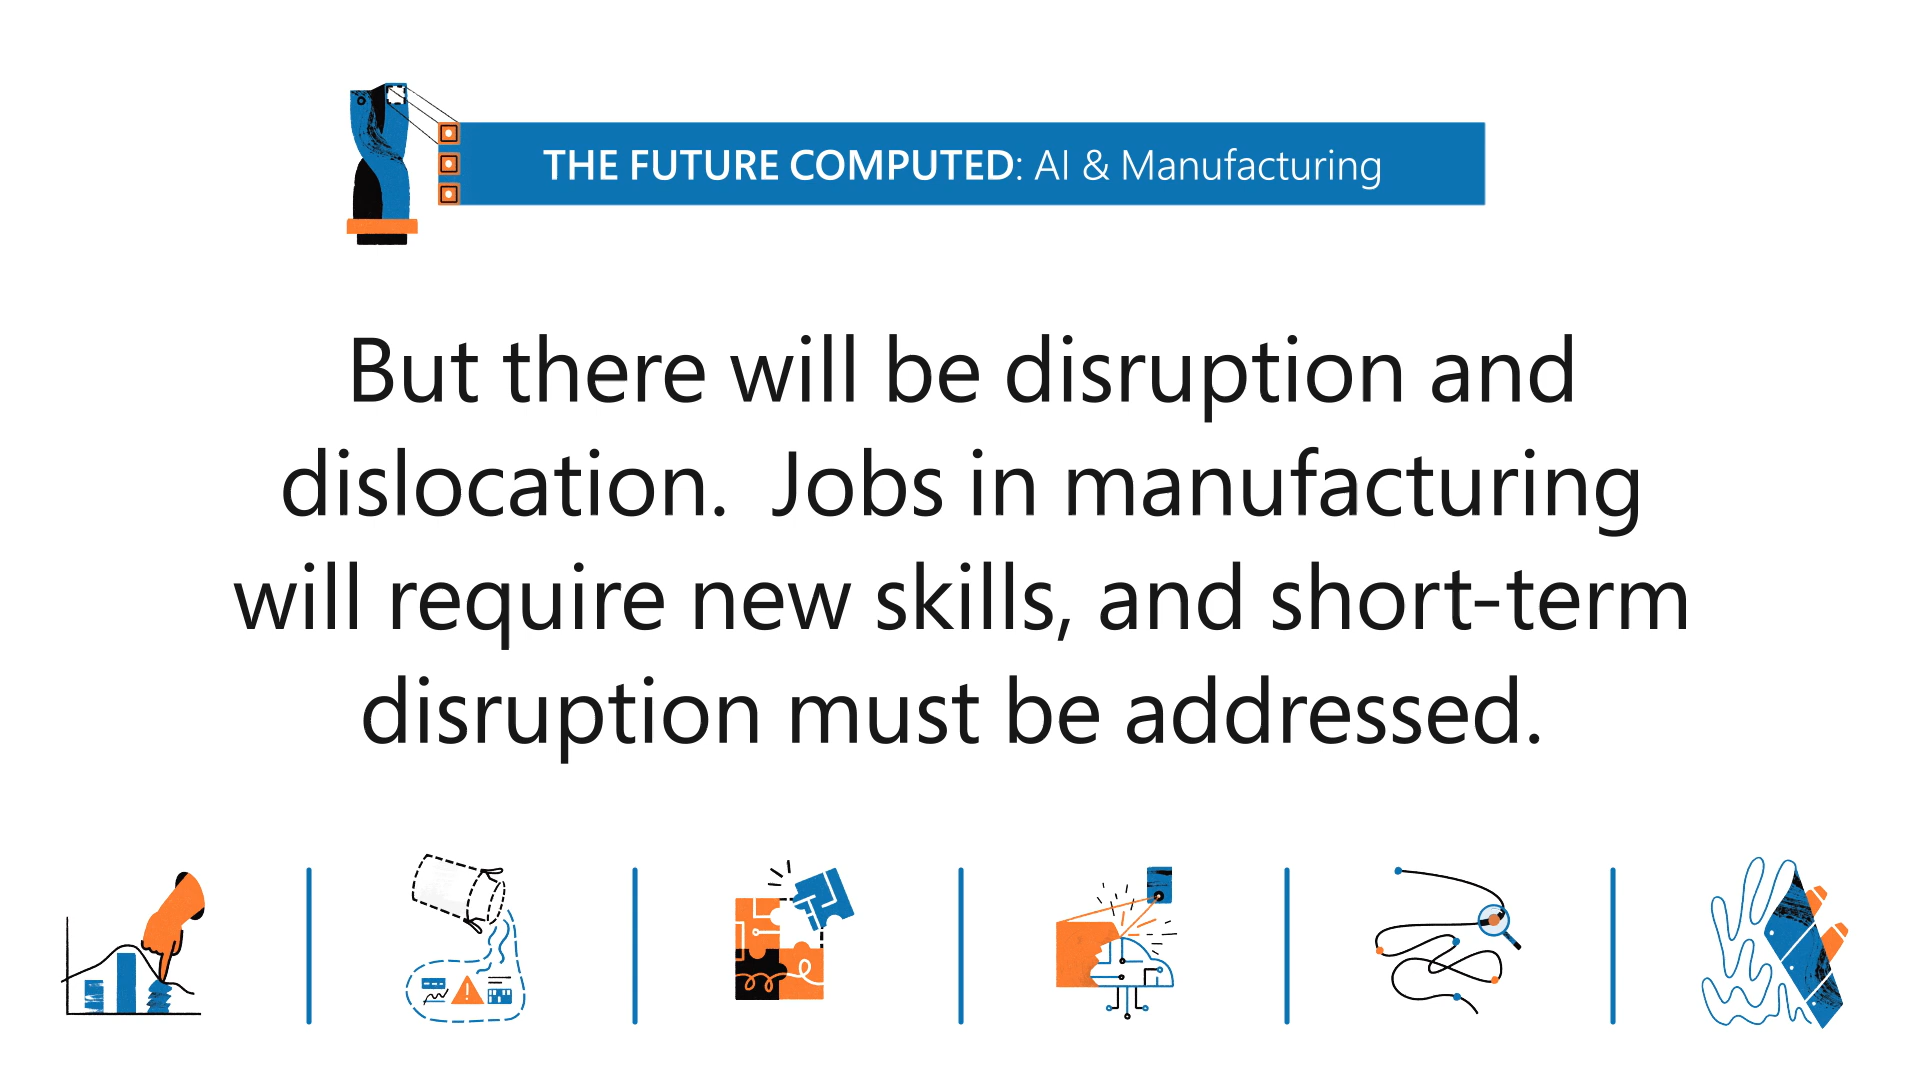 THE FUTURE COMPUTED: AI & Manufacturing
But there will be disruption and
dislocation.  Jobs in manufacturing
will require new skills, and short-term
disruption must be addressed.